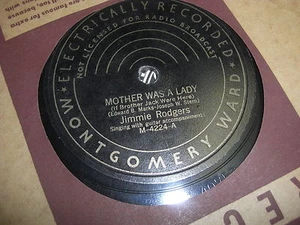 ELECTRICALLY RECORDED
NOT LICENSED FOR RADIO BROADCAST
MOTHER WAS A LADY
(If Brother Jack Were Here)
(Edward B. Marks-Joseph W. Stern)
Jimmie Rodgers
Singing with guitar accompaniment
M-4224-A
MONTGOMERY WARD